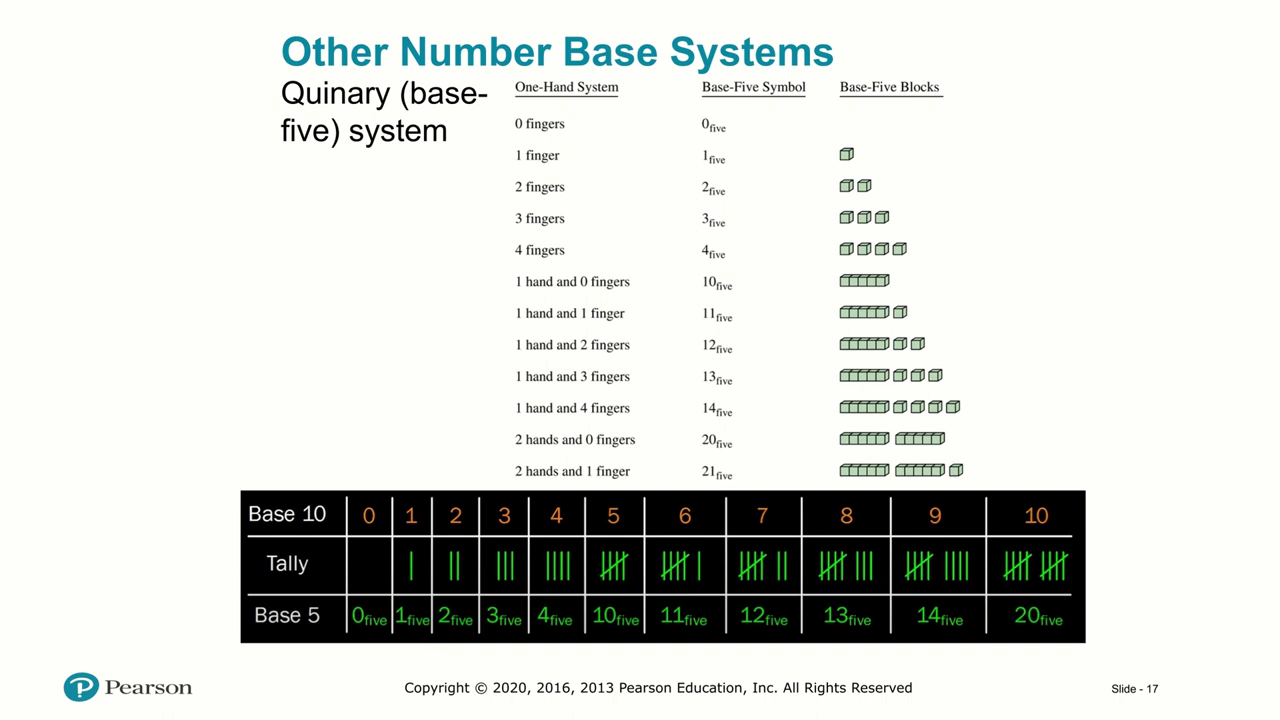 Other Number Base Systems
Quinary (base-
five) system
One-Hand System Base-Five Symbol Base-Five Blocks
0 fingers 0five
1 finger 1five
2 fingers 2five
3 fingers 3five
4 fingers 4five
1 hand and 0 fingers 10five
1 hand and 1 finger 11five
1 hand and 2 fingers 12five
1 hand and 3 fingers 13five
1 hand and 4 fingers 14five
2 hands and 0 fingers 20five
2 hands and 1 finger 21five
Base 10 0 1 2 3 4 5 6 7 8 9 10
Tally
Base 5 0five 1five 2five 3five 4five 10five 11five 12five 13five 14five 20five
P Pearson
Copyright © 2020, 2016, 2013 Pearson Education, Inc. All Rights Reserved
Slide - 17